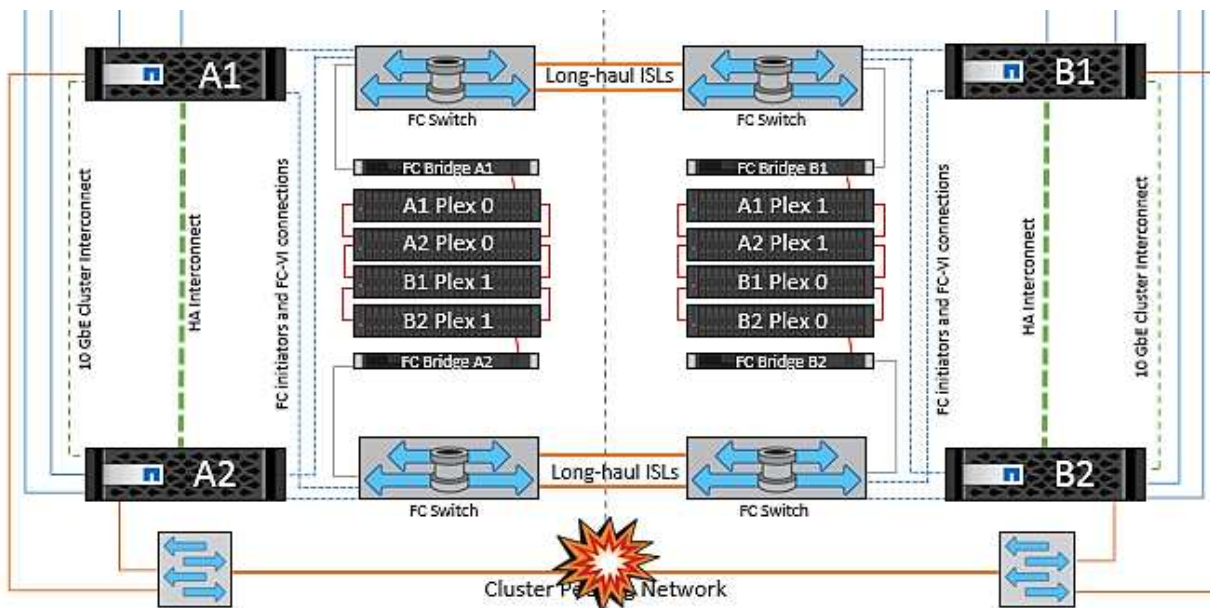 A1
B1
Long-haul ISLs
FC Switch
FC Switch
FC Bridge A1
FC Bridge B1
A1 Plex 0
A1 Plex 1
A2 Plex 0
A2 Plex 1
B1 Plex 1
B1 Plex 0
B2 Plex 1
B2 Plex 0
FC Bridge A2
FC Bridge B2
10 GbE cluster Interconnect
HA Interconnect
FC initiators and FC-VI connections
FC initiators and FC-VI connections
HA Interconnect
10 GbE Cluster Interconnect
A2
B2
Long-haul ISLs
FC Switch
FC Switch
Cluster Network